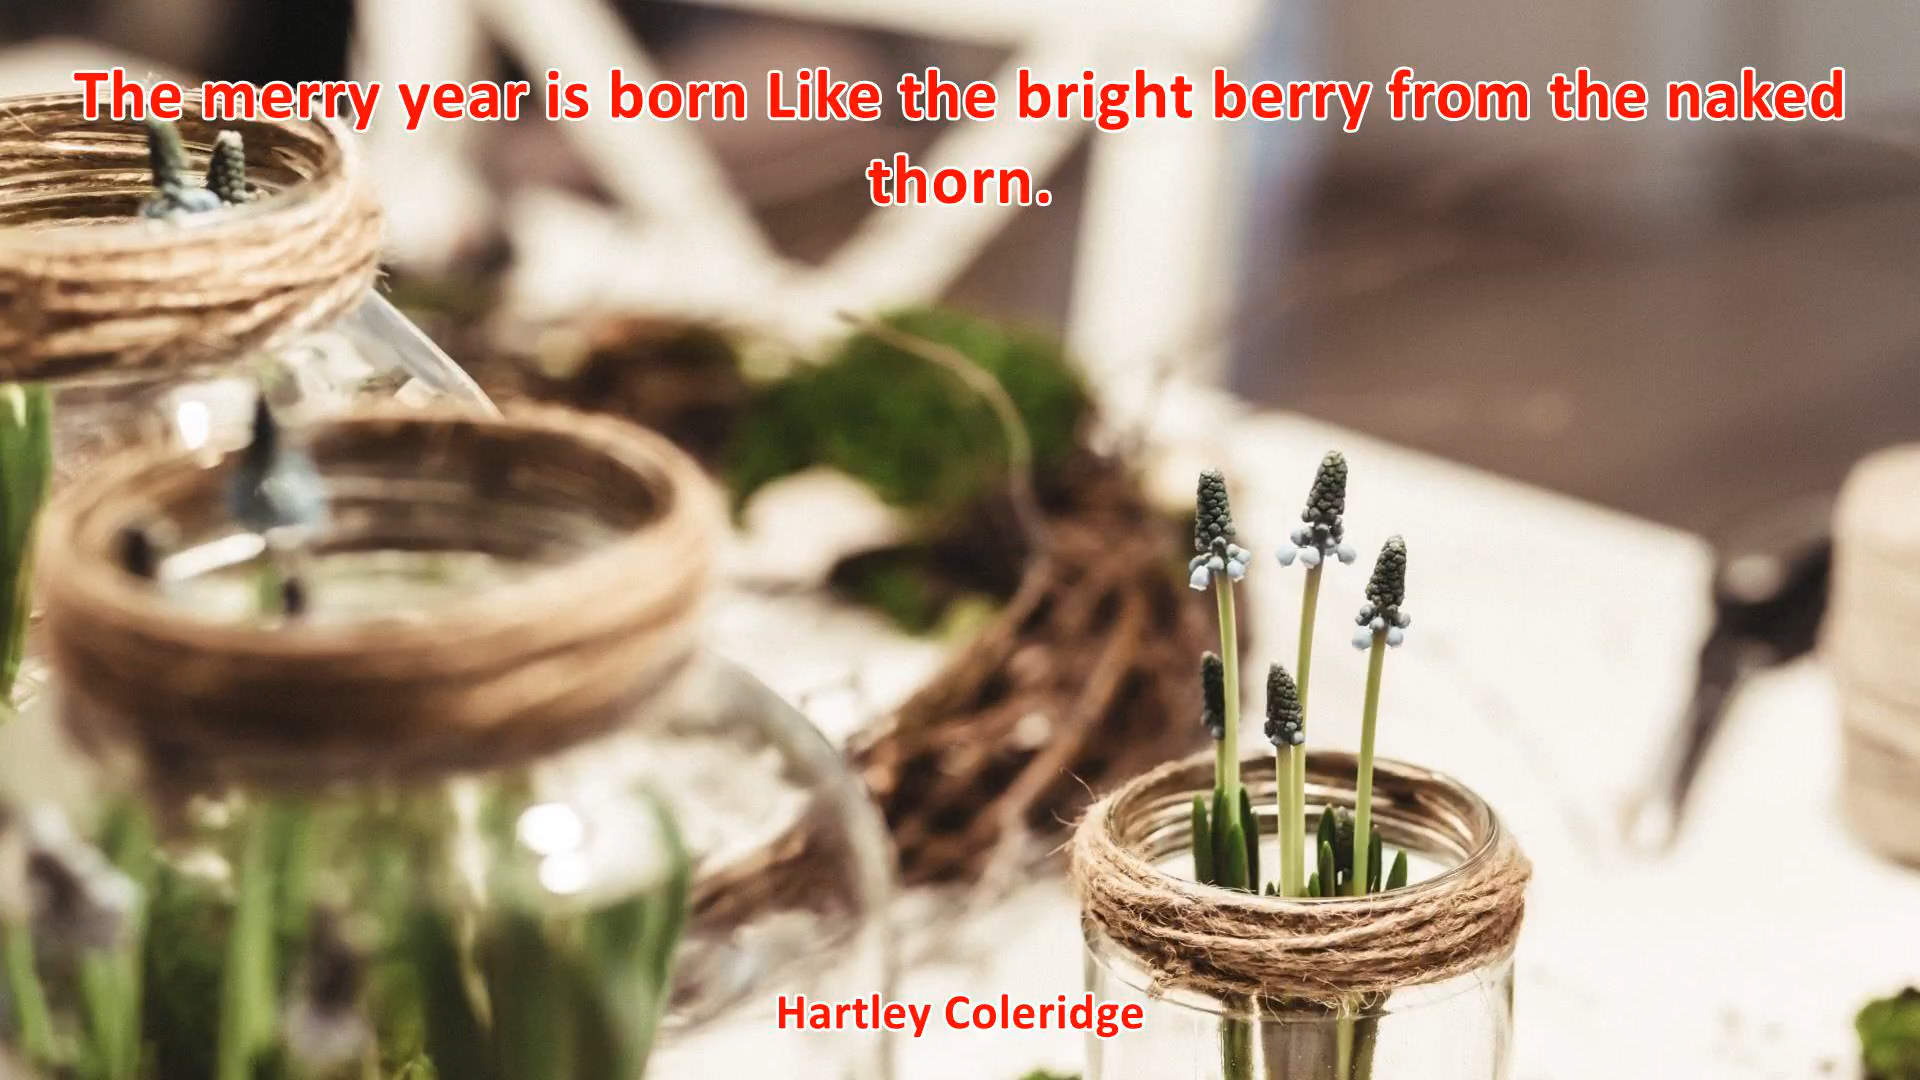 The merry year is born Like the bright berry from the naked
thorn.
Hartley Coleridge